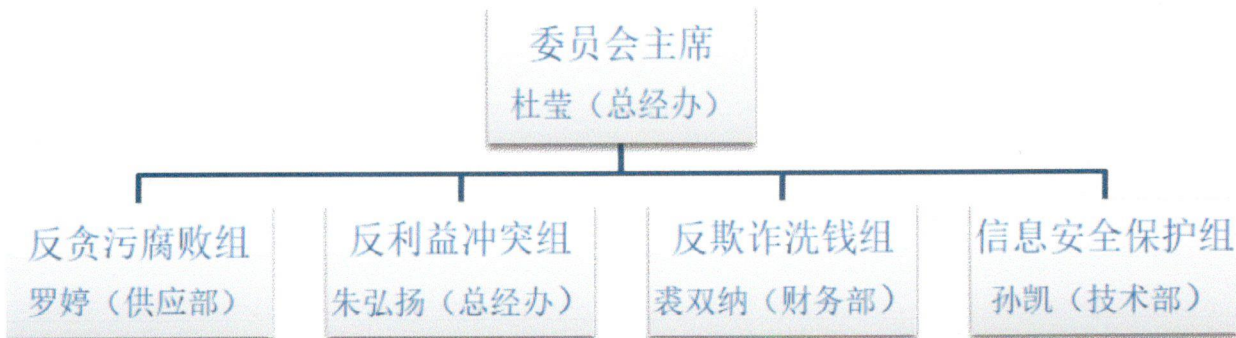 委员会主席
杜莹（总经办）
反贪污腐败组
罗婷（供应部）
反利益冲突组
朱弘扬（总经办）
反欺诈洗钱组
裘双纳（财务部）
信息安全保护组
孙凯（技术部）